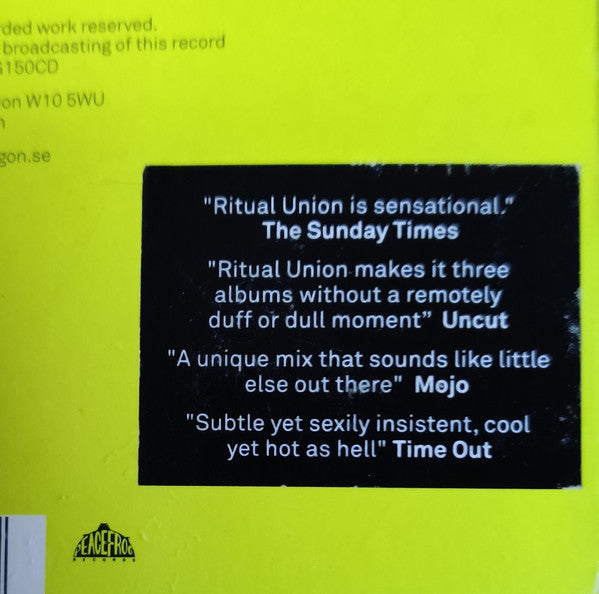 rded work reserved.
broadcasting of this record
G150CD
on W10 5WU
n
gon.se
"Ritual Union is sensational."
The Sunday Times
"Ritual Union makes it three
albums without a remotely
duff or dull moment” Uncut
"A unique mix that sounds like little
else out there" Mojo
"Subtle yet sexily insistent, cool
yet hot as hell" Time Out
PEACEFROG
RECORDS